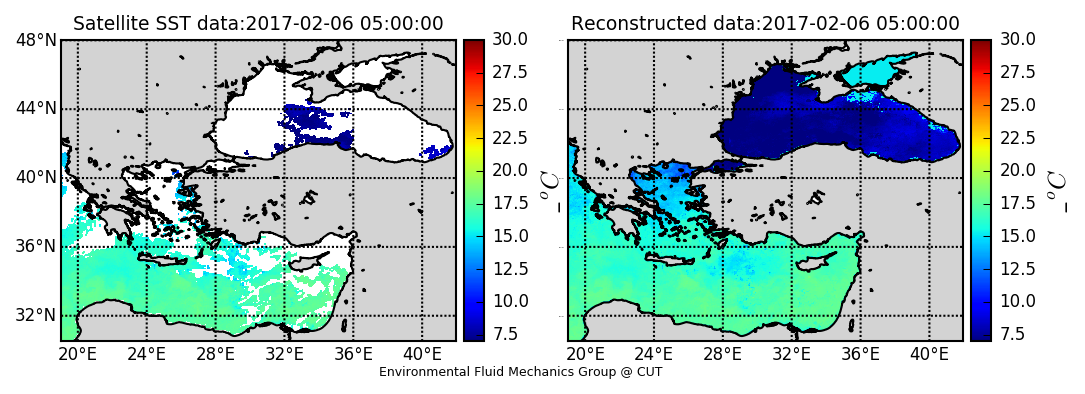 Satellite SST data:2017-02-06 05:00:00
48°N
44°N
40°N
36°N
32°N
20°E 24°E 28°E 32°E 36°E 40°E
30.0
27.5
25.0
22.5
20.0
17.5
15.0
12.5
10.0
7.5
_°C
Reconstructed data:2017-02-06 05:00:00
20°E 24°E 28°E 32°E 36°E 40°E
30.0
27.5
25.0
22.5
20.0
17.5
15.0
12.5
10.0
7.5
_°C
Environmental Fluid Mechanics Group @ CUT